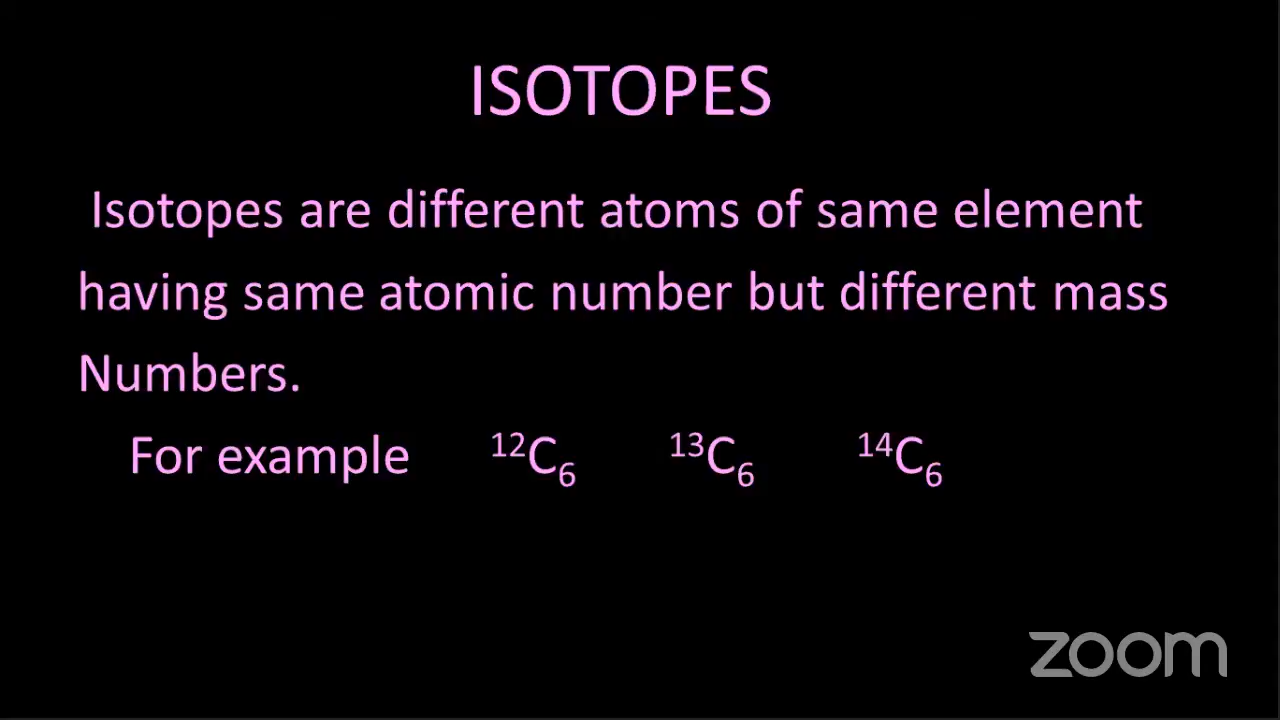 ISOTOPES
Isotopes are different atoms of same element
having same atomic number but different mass
Numbers.
For example ¹²C₆ ¹³C₆ ¹⁴C₆
zoom